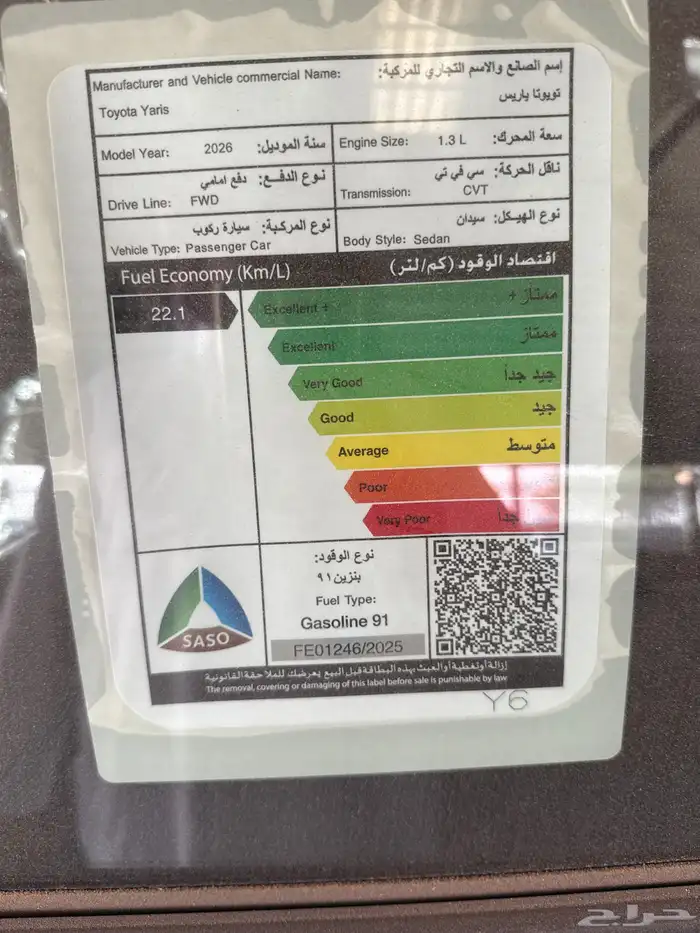 Manufacturer and Vehicle commercial Name: إسم الصانع والاسم التجاري للمركبة:
Toyota Yaris تويوتا ياريس
Model Year: 2026 سنة الموديل:
Engine Size: 1.3 L سعة المحرك:
Drive Line: FWD نوع الدفع: دفع امامي
Transmission: CVT ناقل الحركة: سي في تي
Vehicle Type: Passenger Car نوع المركبة: سيارة ركوب
Body Style: Sedan نوع الهيكل: سيدان
Fuel Economy (Km/L) اقتصاد الوقود (كم/لتر)
22.1
Excellent + ممتاز +
Excellent ممتاز
Very Good جيد جداً
Good جيد
Average متوسط
Poor
Very Poor جداً
SASO
نوع الوقود:
بنزين ٩١
Fuel Type:
Gasoline 91
FE01246/2025
إزالة أو تغطية أو العبث بهذه البطاقة قبل البيع يعرضك للملاحقة القانونية
The removal, covering or damaging of this label before sale is punishable by law
Y6
حراج